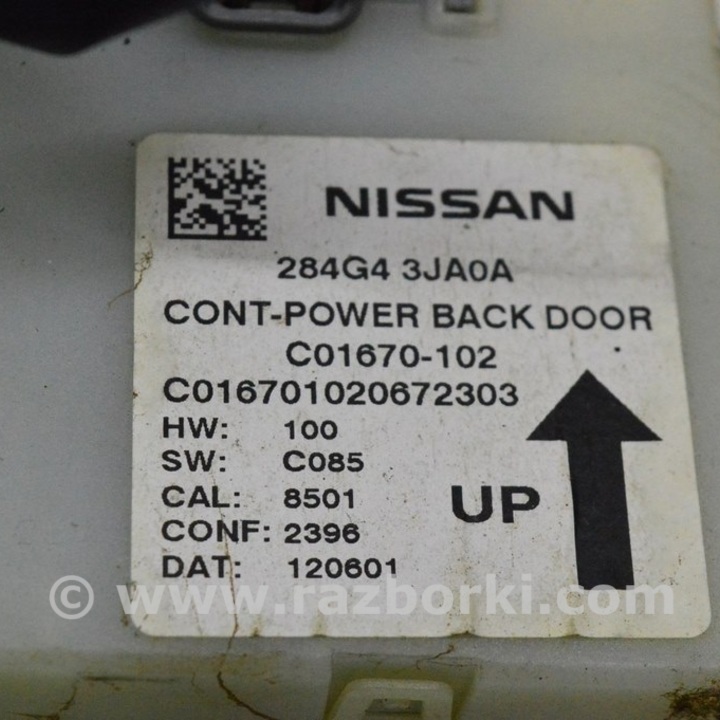 NISSAN
284G4 3JA0A
CONT-POWER BACK DOOR
C01670-102
C016701020672303
HW: 100
SW: C085
CAL: 8501
CONF: 2396
DAT: 120601
UP
© www.razborki.com